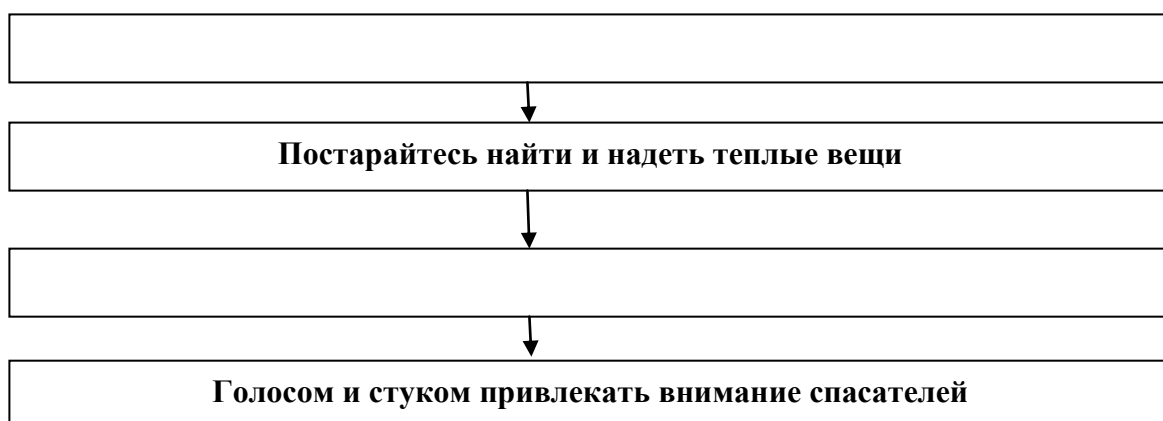 Постарайтесь найти и надеть теплые вещи
Голосом и стуком привлекать внимание спасателей